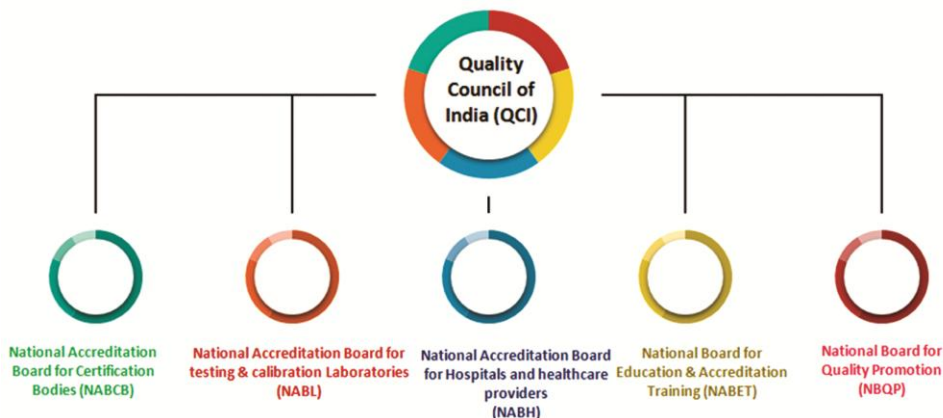 Quality
Council of
India (QCI)
National Accreditation
Board for Certification
Bodies (NABCB)
National Accreditation Board for
testing & calibration Laboratories
(NABL)
National Accreditation Board
for Hospitals and healthcare
providers
(NABH)
National Board for
Education & Accreditation
Training (NABET)
National Board for
Quality Promotion
(NBQP)